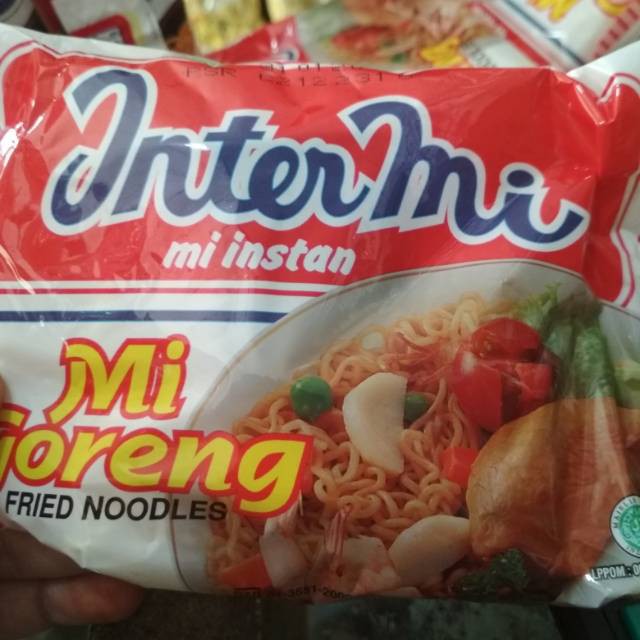 InterMi
mi instan
Mi
Goreng
FRIED NOODLES